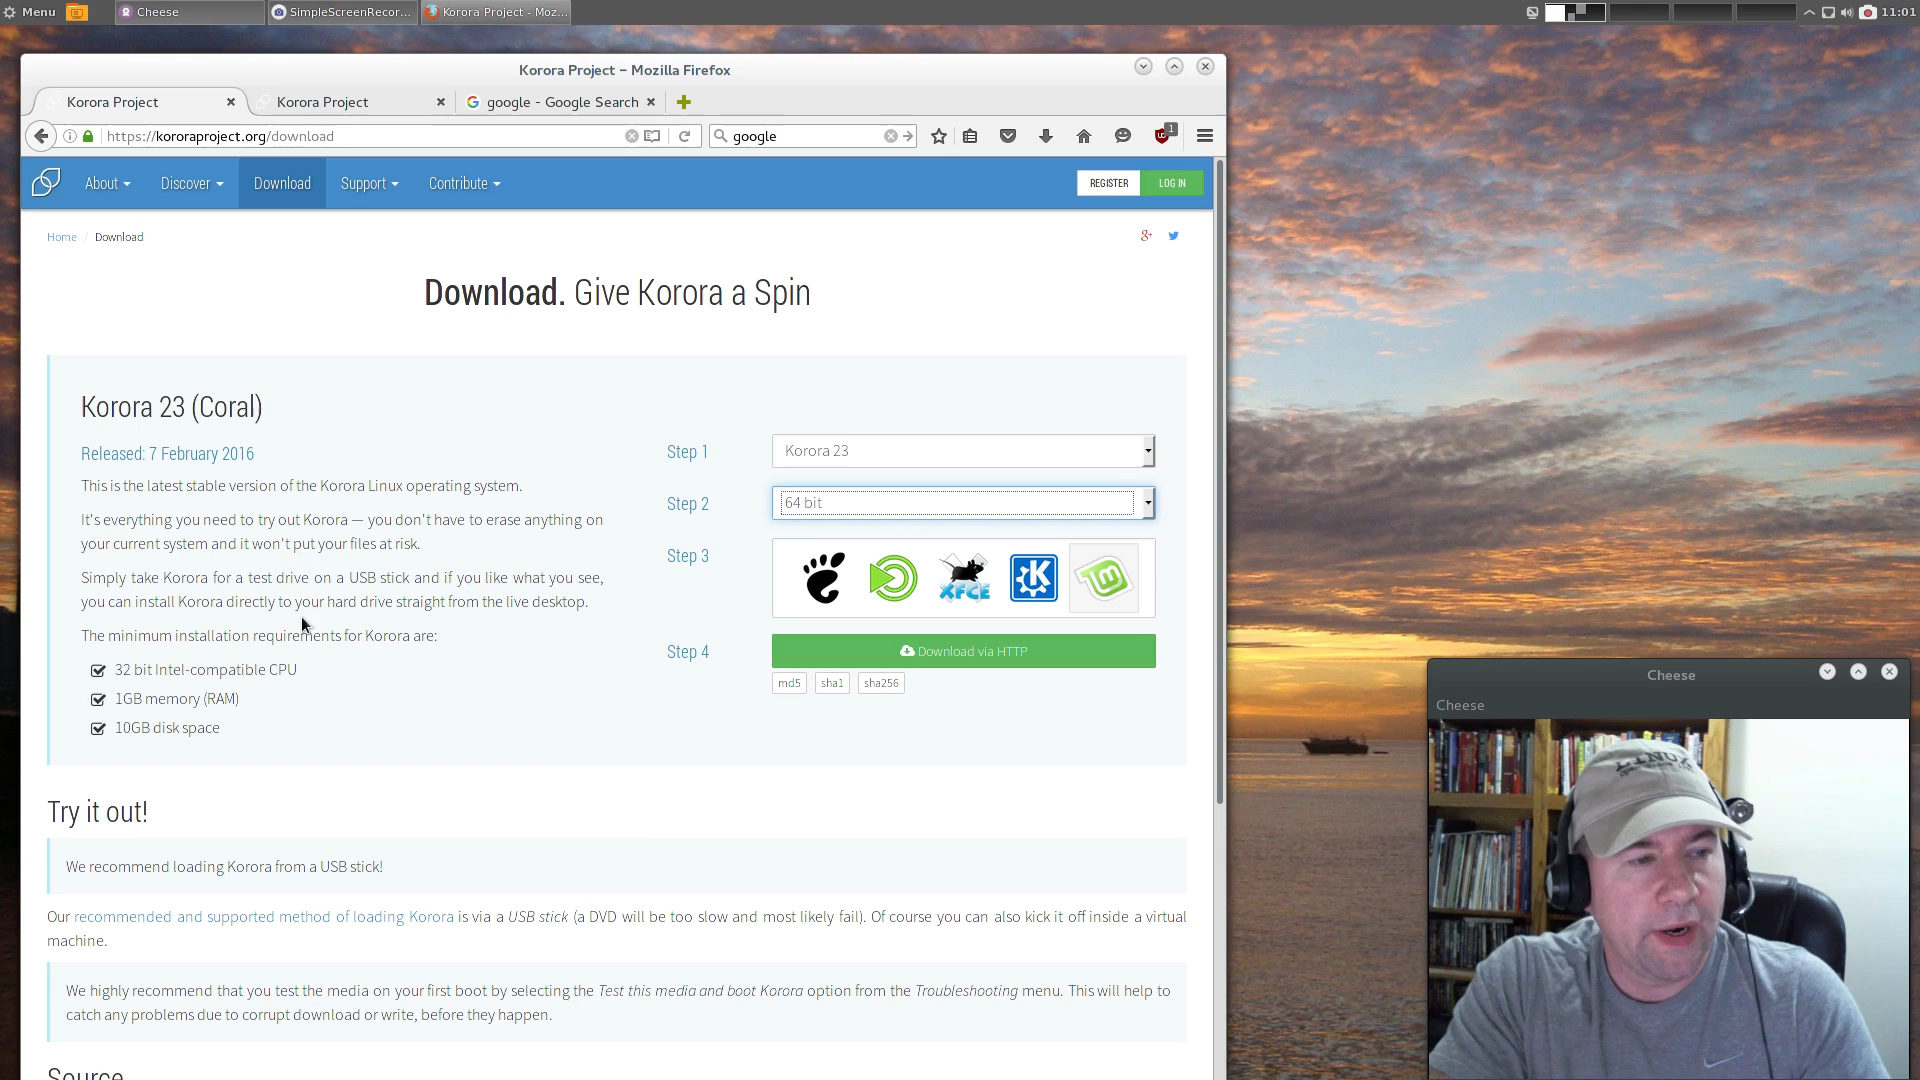 Menu
Cheese
SimpleScreenRecor...
Korora Project - Moz...
11:01
Korora Project – Mozilla Firefox
Korora Project
Korora Project
google - Google Search
https://kororaproject.org/download
google
1
About
Discover
Download
Support
Contribute
REGISTER
LOG IN
Home / Download
g+
Download. Give Korora a Spin
Korora 23 (Coral)
Released: 7 February 2016
This is the latest stable version of the Korora Linux operating system.
It's everything you need to try out Korora — you don't have to erase anything on
your current system and it won't put your files at risk.
Simply take Korora for a test drive on a USB stick and if you like what you see,
you can install Korora directly to your hard drive straight from the live desktop.
The minimum installation requirements for Korora are:
32 bit Intel-compatible CPU
1GB memory (RAM)
10GB disk space
Step 1
Korora 23
Step 2
64 bit
Step 3
XFCE
K
Step 4
Download via HTTP
md5
sha1
sha256
Try it out!
We recommend loading Korora from a USB stick!
Our recommended and supported method of loading Korora is via a USB stick (a DVD will be too slow and most likely fail). Of course you can also kick it off inside a virtual
machine.
We highly recommend that you test the media on your first boot by selecting the Test this media and boot Korora option from the Troubleshooting menu. This will help to
catch any problems due to corrupt download or write, before they happen.
Source
Cheese
Cheese
LINUX